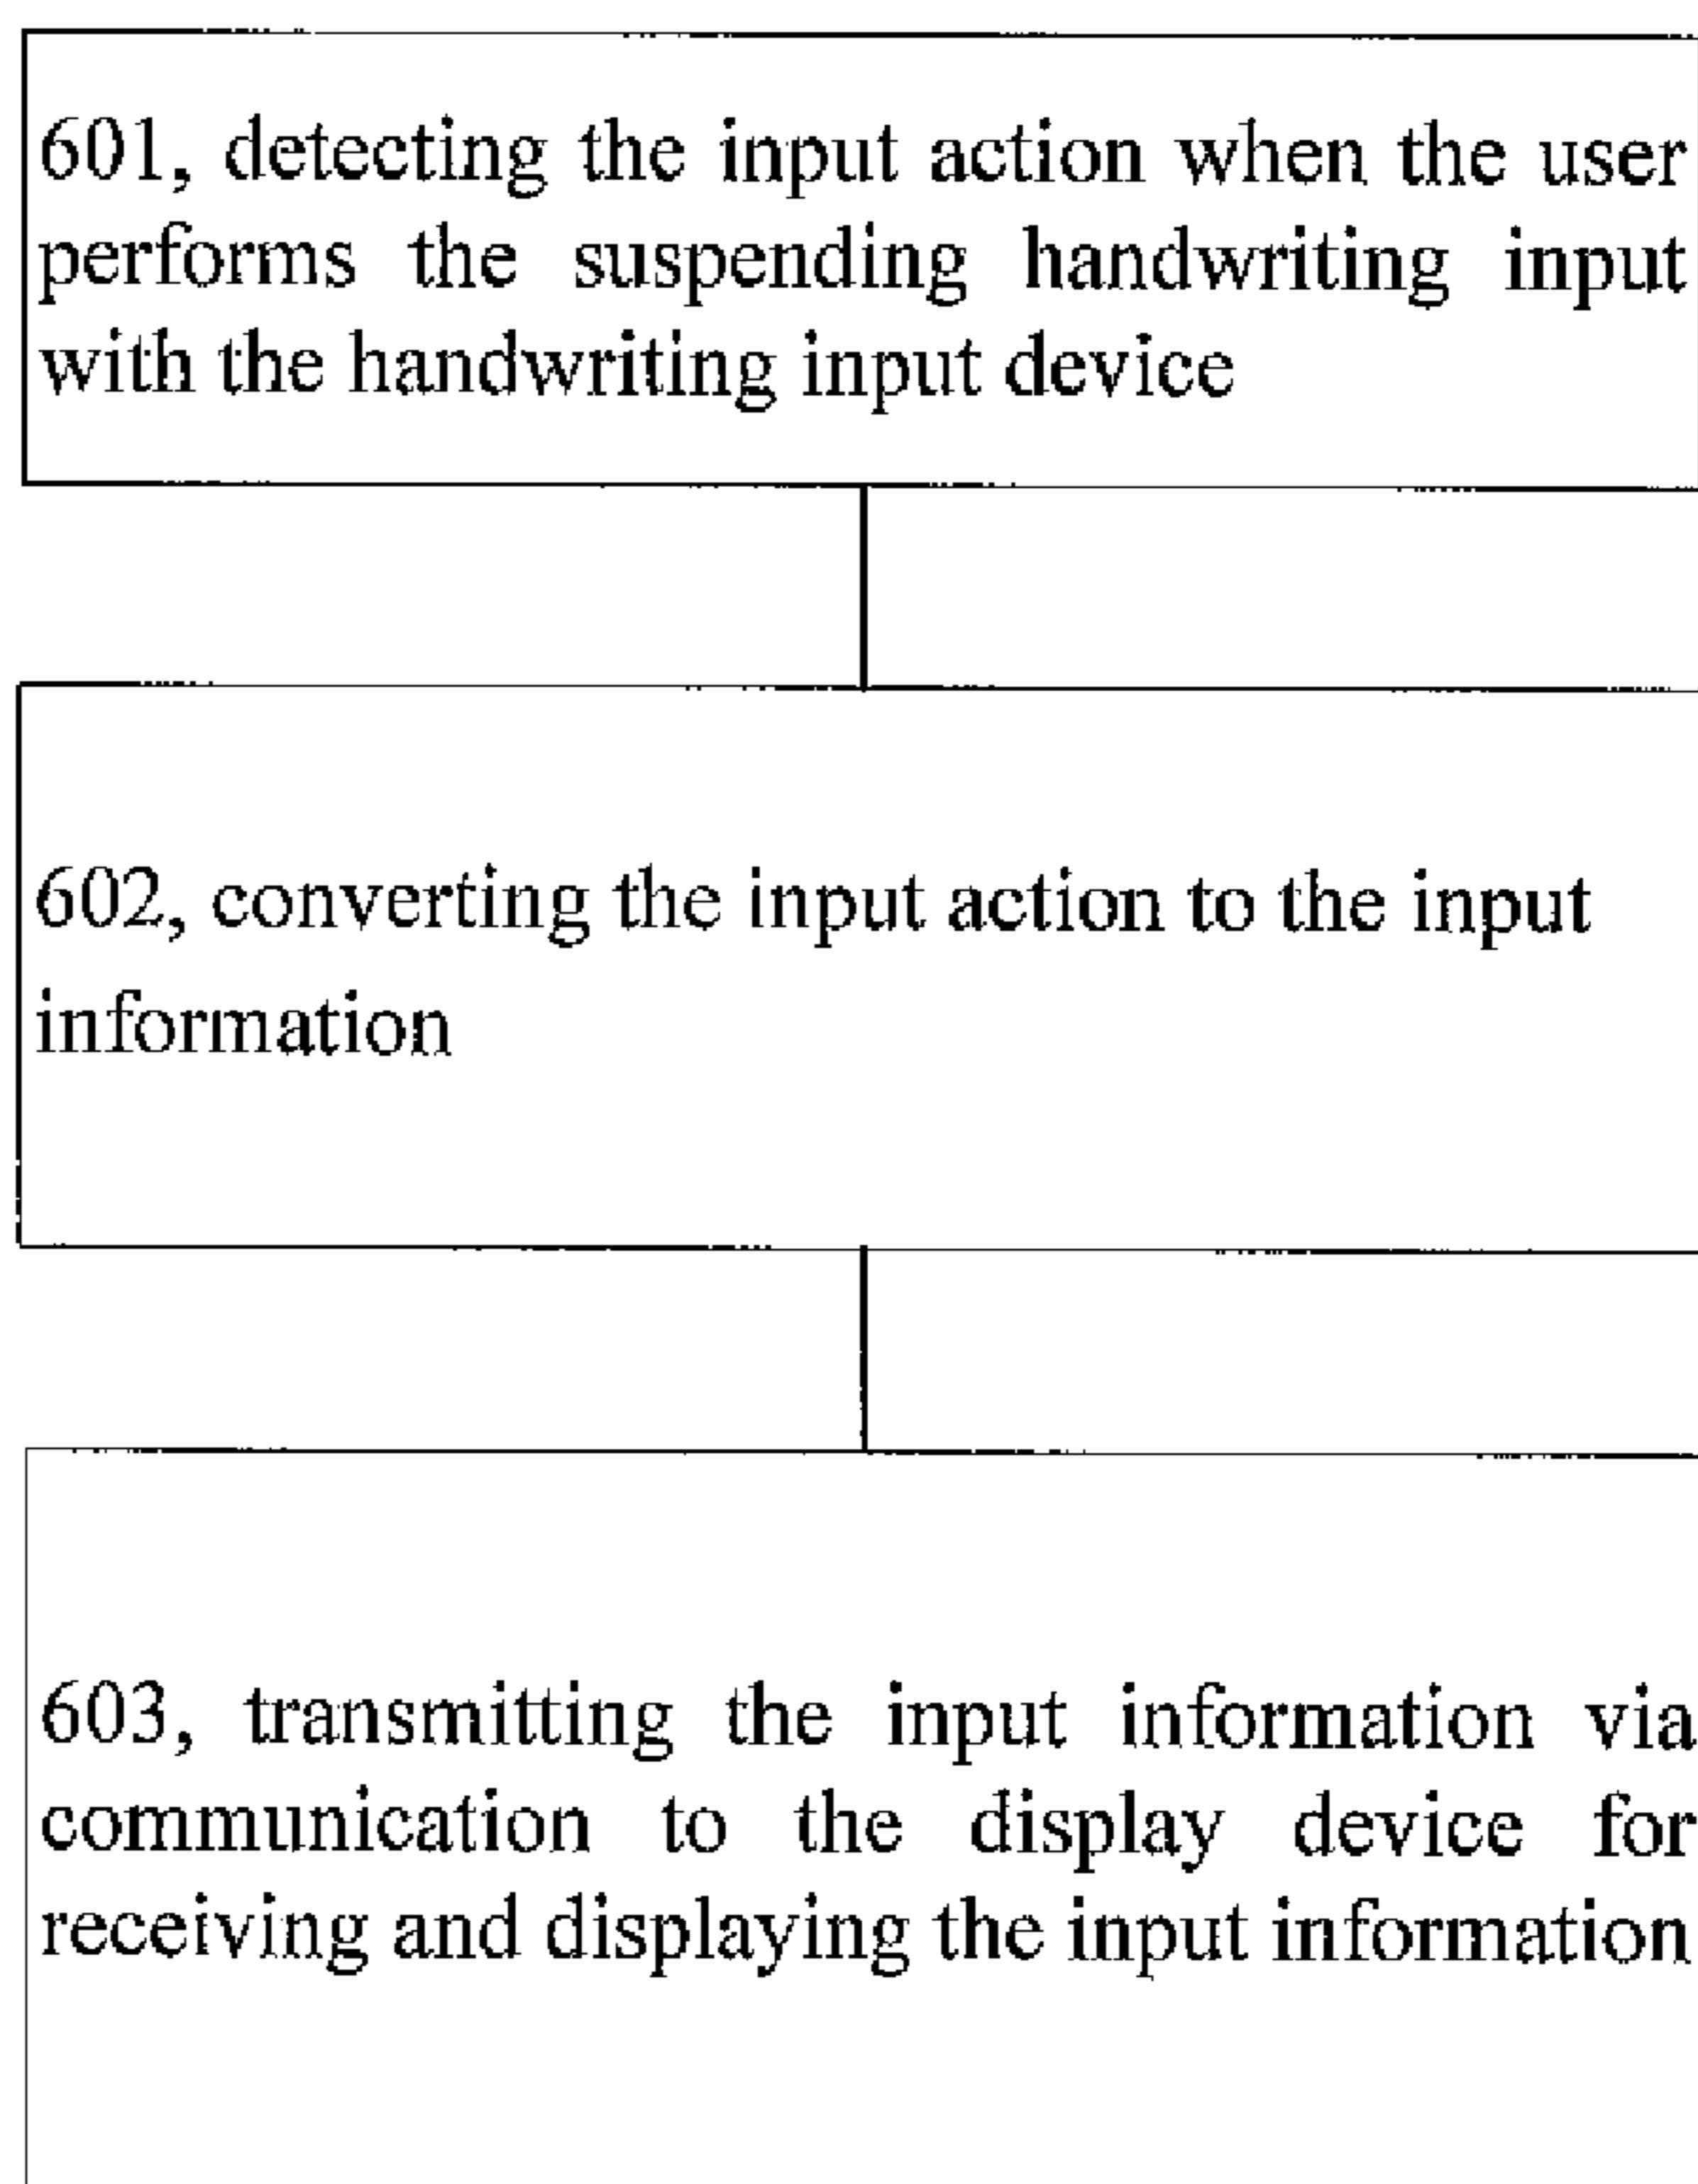 601, detecting the input action when the user
performs the suspending handwriting input
with the handwriting input device
602, converting the input action to the input
information
603, transmitting the input information via
communication to the display device for
receiving and displaying the input information